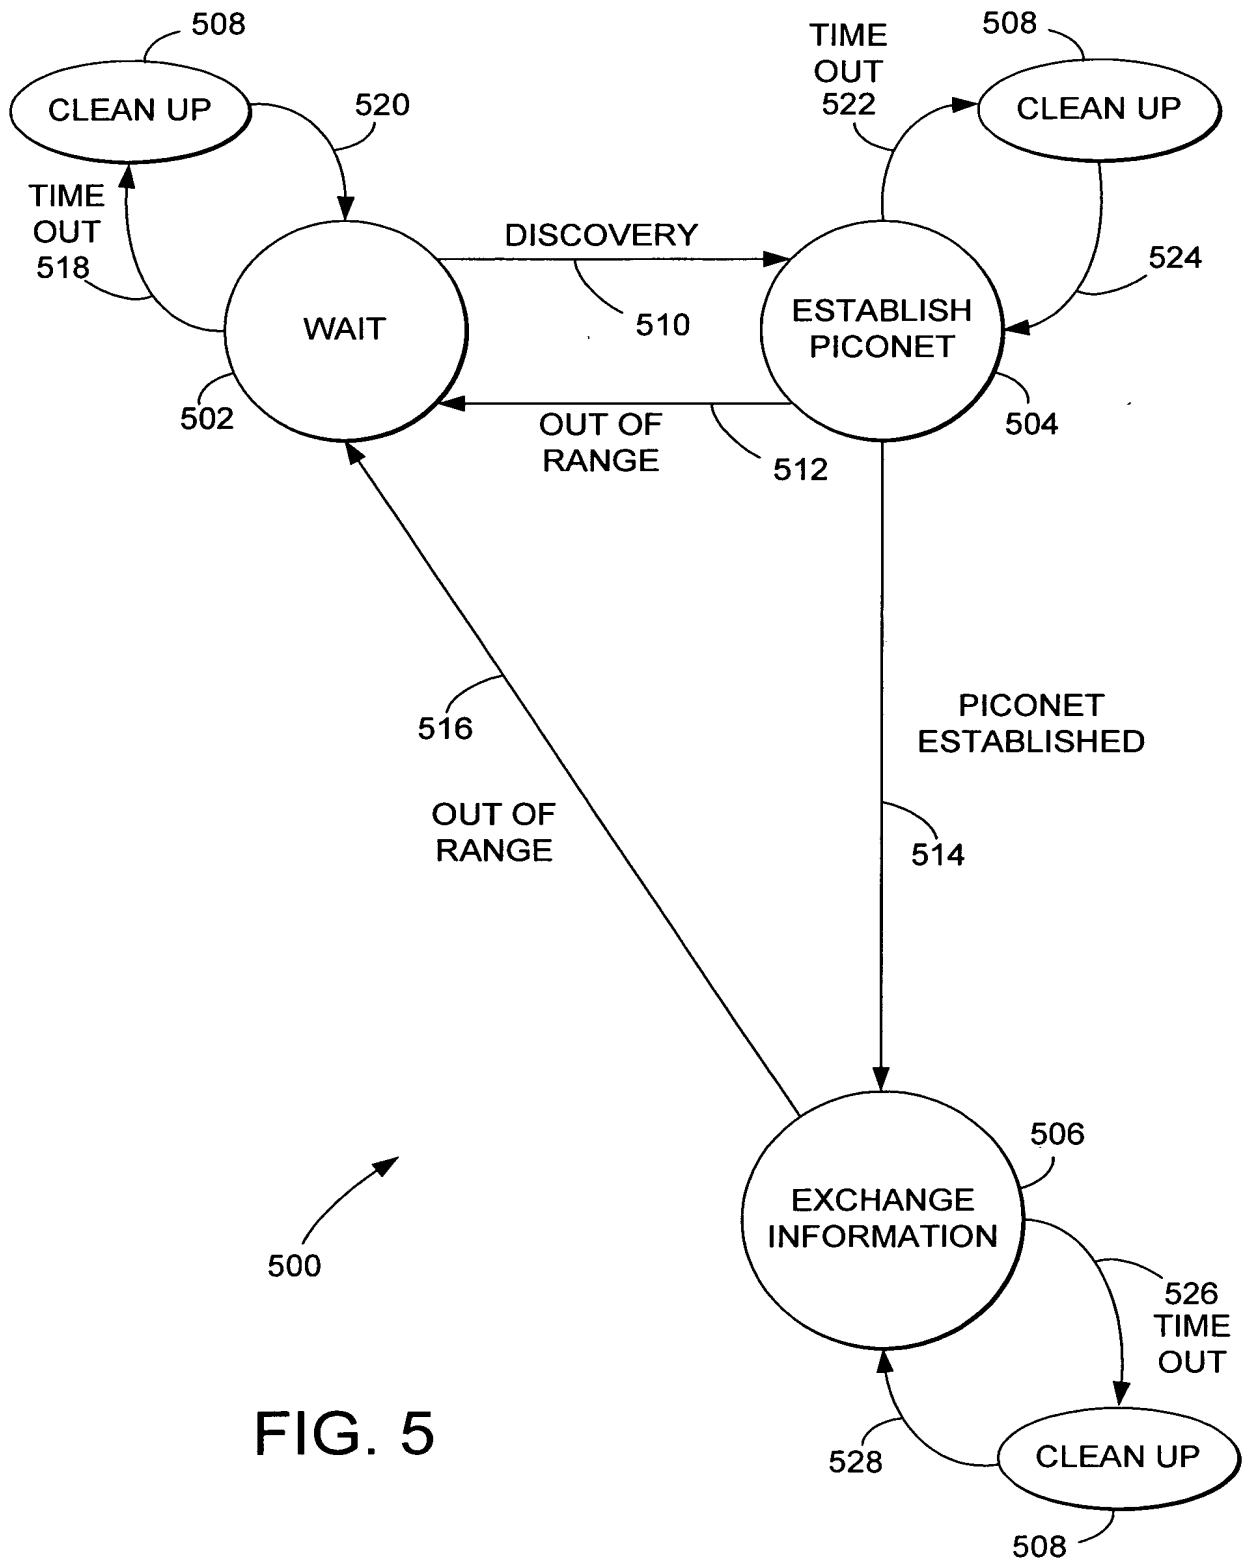 508
CLEAN UP
520
TIME
OUT
518
WAIT
502
DISCOVERY
510
OUT OF
RANGE
512
TIME
OUT
522
508
CLEAN UP
524
ESTABLISH
PICONET
504
516
OUT OF
RANGE
PICONET
ESTABLISHED
514
500
506
EXCHANGE
INFORMATION
526
TIME
OUT
528
CLEAN UP
508
FIG. 5